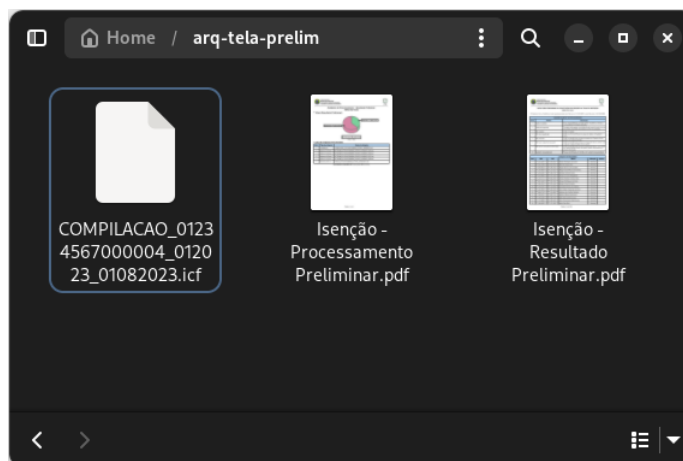 Home / arq-tela-prelim
COMPILACAO_0123
4567000004_0120
23_01082023.icf
Isenção -
Processamento
Preliminar.pdf
Isenção -
Resultado
Preliminar.pdf